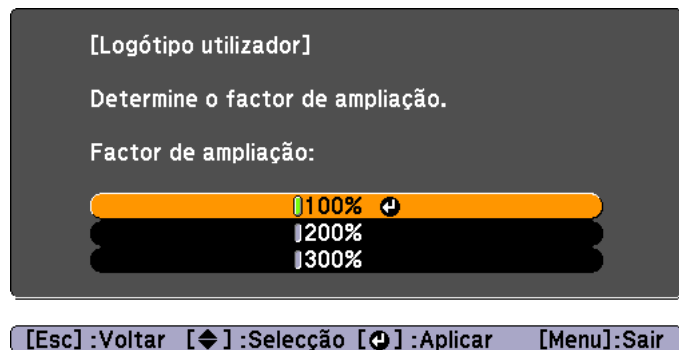 [Logótipo utilizador]
Determine o factor de ampliação.
Factor de ampliação:
100%
200%
300%
[Esc] :Voltar [◆] :Selecção [↵] :Aplicar [Menu]:Sair